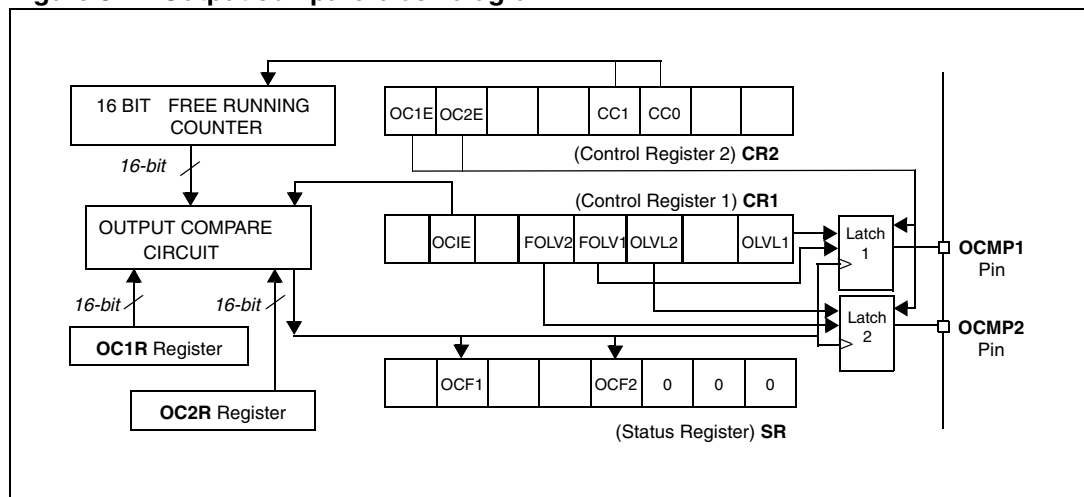 16 BIT FREE RUNNING
COUNTER
OC1E OC2E CC1 CC0
(Control Register 2) CR2
16-bit
(Control Register 1) CR1
OUTPUT COMPARE
CIRCUIT
OCIE FOLV2 FOLV1 OLVL2 OLVL1
Latch
1
OCMP1
Pin
16-bit 16-bit
OC1R Register
Latch
2
OCMP2
Pin
OCF1 OCF2 0 0 0
OC2R Register
(Status Register) SR